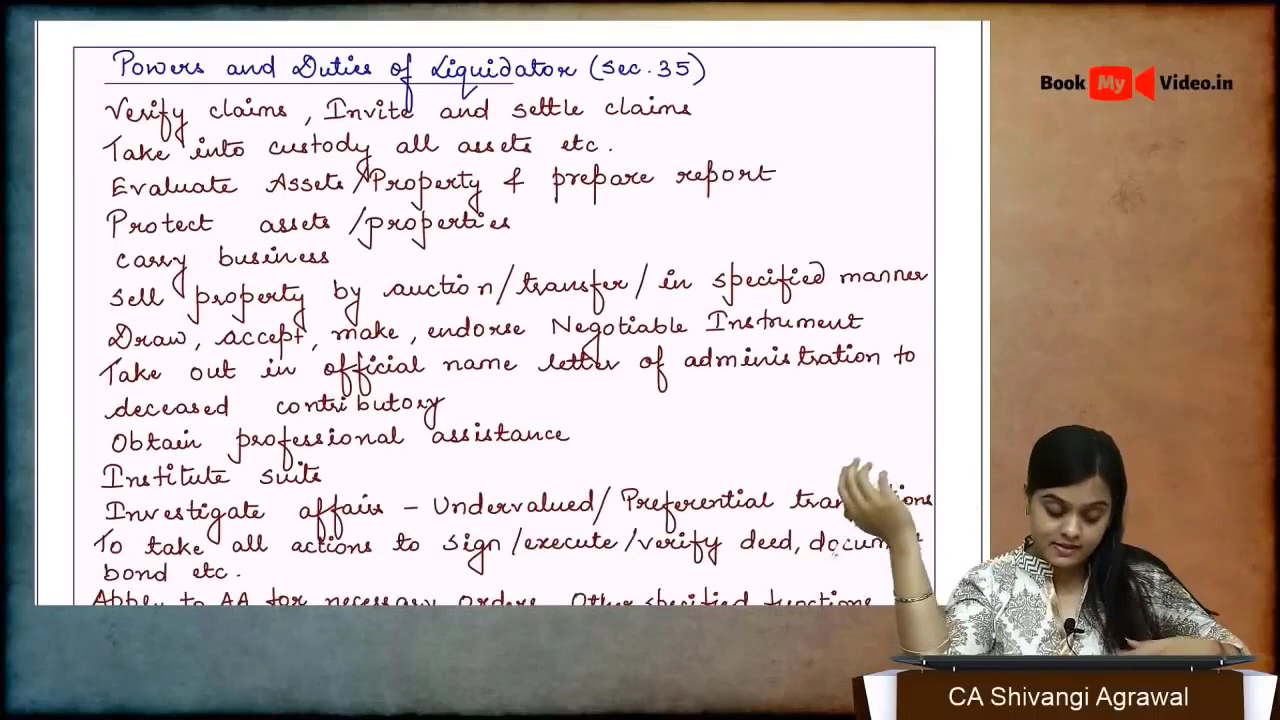 Powers and Duties of Liquidator (Sec. 35)
Verify claims, Invite and settle claims
Take into custody all assets etc.
Evaluate Assets/Property & prepare report
Protect assets/properties
Carry business
Sell property by auction/transfer/in specified manner
Draw, accept, make, endorse Negotiable Instrument
Take out in official name letter of administration to
deceased contributory
Obtain professional assistance
Institute suits
Investigate affairs - Undervalued/Preferential
To take all actions to sign/execute/verify deed,
bond etc.
Apply to AA for necessary orders. Other specified functions
Book My Video.in
CA Shivangi Agrawal